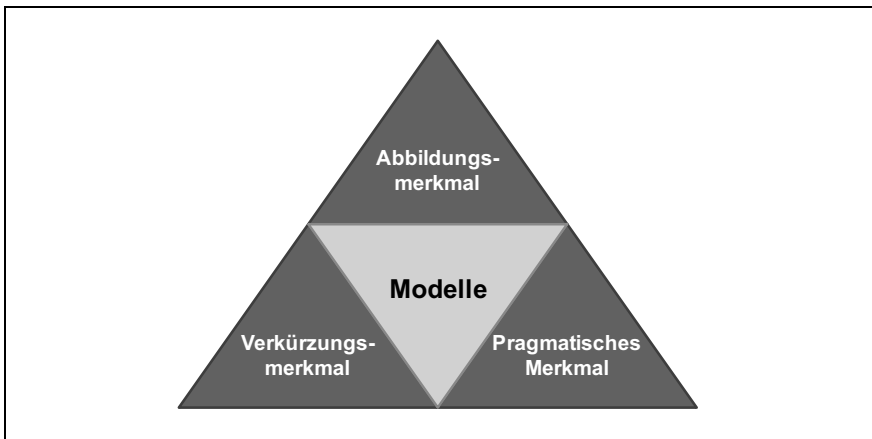 Abbildungs-
merkmal
Modelle
Verkürzungs-
merkmal
Pragmatisches
Merkmal